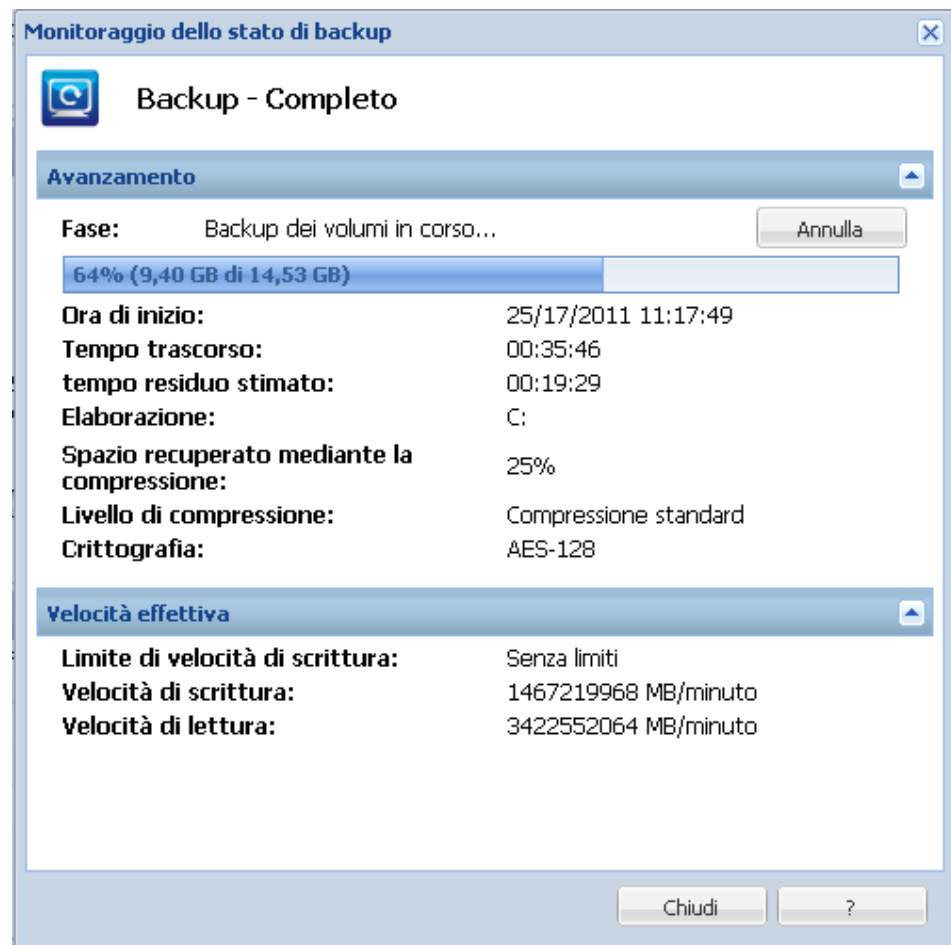 Monitoraggio dello stato di backup
Backup - Completo
Avanzamento
Fase: Backup dei volumi in corso... Annulla
64% (9,40 GB di 14,53 GB)
Ora di inizio: 25/17/2011 11:17:49
Tempo trascorso: 00:35:46
tempo residuo stimato: 00:19:29
Elaborazione: C:
Spazio recuperato mediante la
compressione: 25%
Livello di compressione: Compressione standard
Crittografia: AES-128
Velocità effettiva
Limite di velocità di scrittura: Senza limiti
Velocità di scrittura: 1467219968 MB/minuto
Velocità di lettura: 3422552064 MB/minuto
Chiudi ?